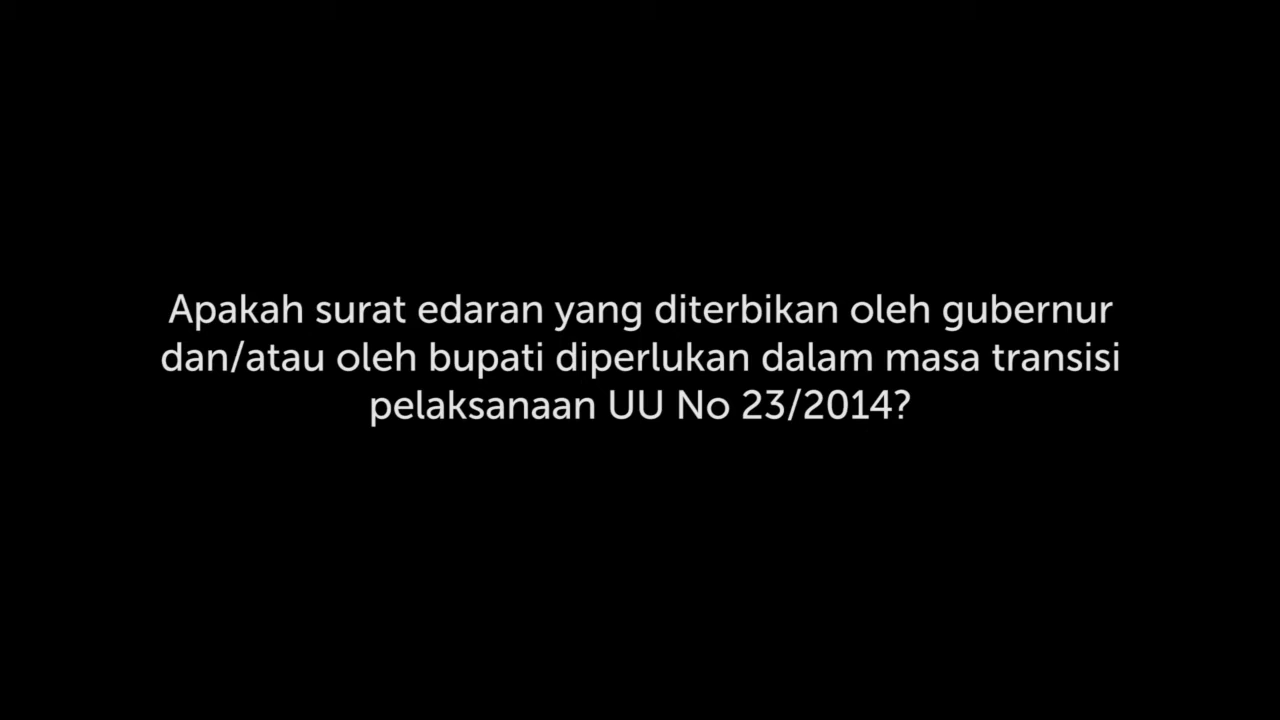 Apakah surat edaran yang diterbikan oleh gubernur
dan/atau oleh bupati diperlukan dalam masa transisi
pelaksanaan UU No 23/2014?